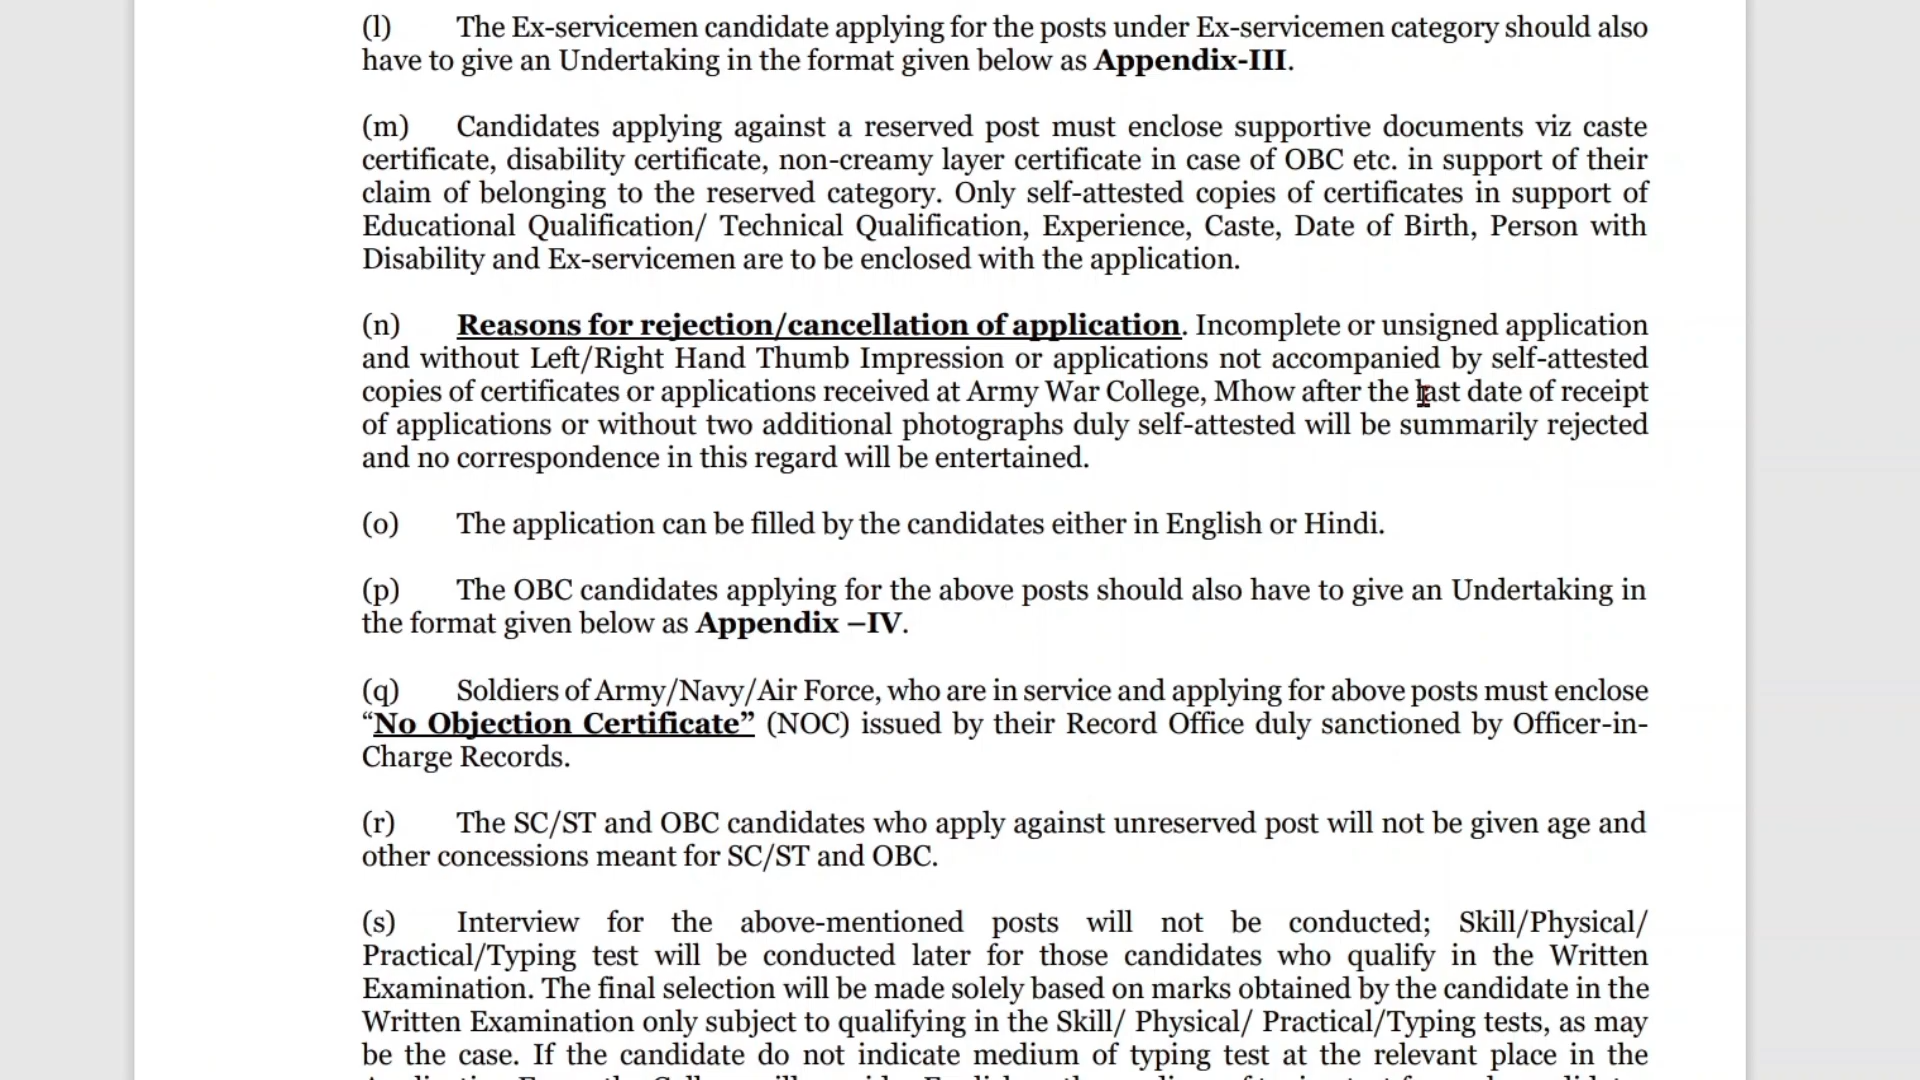 (l) The Ex-servicemen candidate applying for the posts under Ex-servicemen category should also
have to give an Undertaking in the format given below as Appendix-III.
(m) Candidates applying against a reserved post must enclose supportive documents viz caste
certificate, disability certificate, non-creamy layer certificate in case of OBC etc. in support of their
claim of belonging to the reserved category. Only self-attested copies of certificates in support of
Educational Qualification/ Technical Qualification, Experience, Caste, Date of Birth, Person with
Disability and Ex-servicemen are to be enclosed with the application.
(n) Reasons for rejection/cancellation of application. Incomplete or unsigned application
and without Left/Right Hand Thumb Impression or applications not accompanied by self-attested
copies of certificates or applications received at Army War College, Mhow after the last date of receipt
of applications or without two additional photographs duly self-attested will be summarily rejected
and no correspondence in this regard will be entertained.
(o) The application can be filled by the candidates either in English or Hindi.
(p) The OBC candidates applying for the above posts should also have to give an Undertaking in
the format given below as Appendix –IV.
(q) Soldiers of Army/Navy/Air Force, who are in service and applying for above posts must enclose
“No Objection Certificate” (NOC) issued by their Record Office duly sanctioned by Officer-in-
Charge Records.
(r) The SC/ST and OBC candidates who apply against unreserved post will not be given age and
other concessions meant for SC/ST and OBC.
(s) Interview for the above-mentioned posts will not be conducted; Skill/Physical/
Practical/Typing test will be conducted later for those candidates who qualify in the Written
Examination. The final selection will be made solely based on marks obtained by the candidate in the
Written Examination only subject to qualifying in the Skill/ Physical/ Practical/Typing tests, as may
be the case. If the candidate do not indicate medium of typing test at the relevant place in the